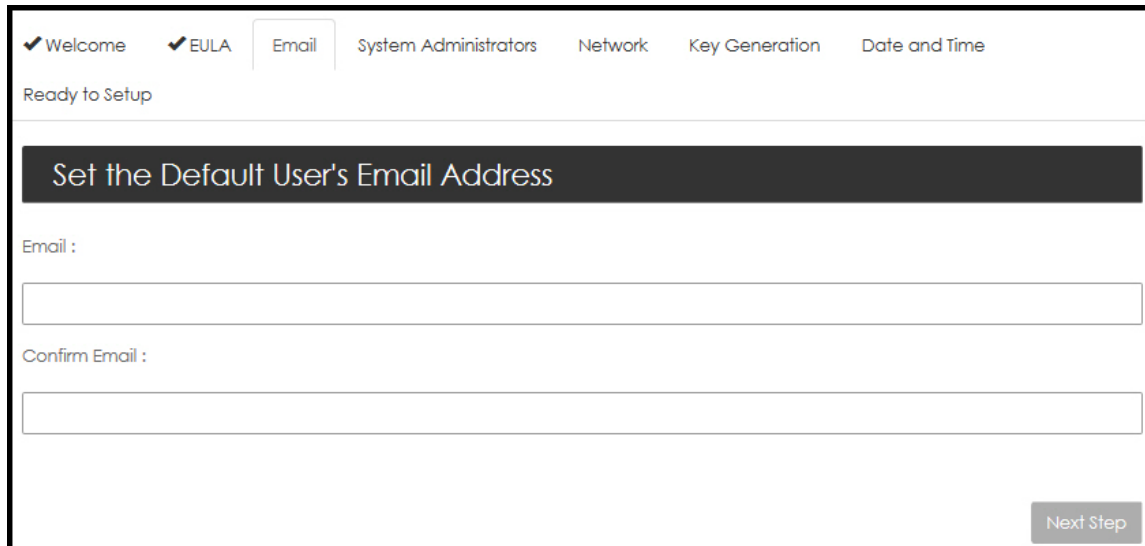 ✔ Welcome ✔ EULA Email System Administrators Network Key Generation Date and Time
Ready to Setup
Set the Default User's Email Address
Email :
Confirm Email :
Next Step